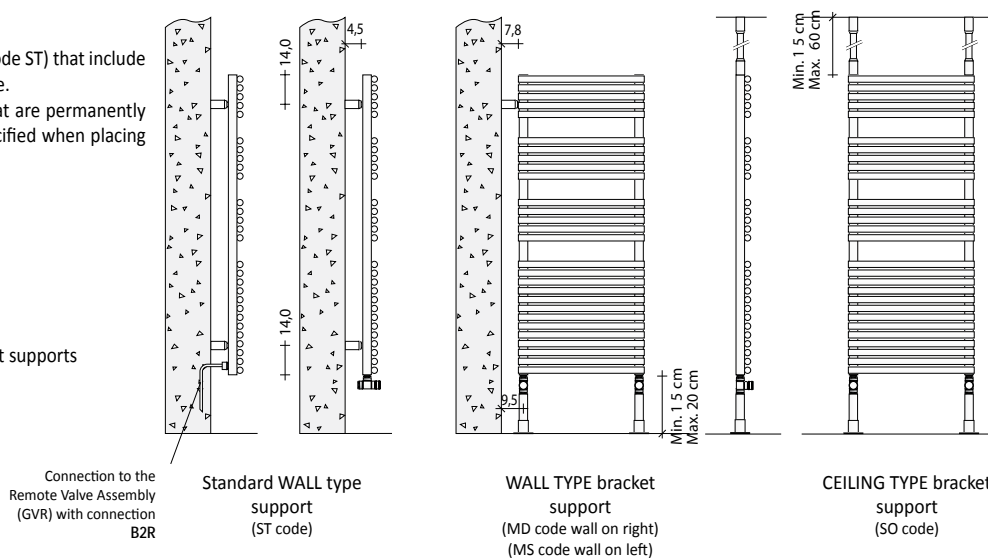 ode ST) that include
e.
at are permanently
cified when placing
t supports
4,5
14,0
14,0
7,8
9,5
Min. 1 5 cm
Max. 20 cm
Min. 1 5 cm
Max. 60 cm
Connection to the
Remote Valve Assembly
(GVR) with connection
B2R
Standard WALL type
support
(ST code)
WALL TYPE bracket
support
(MD code wall on right)
(MS code wall on left)
CEILING TYPE bracket
support
(SO code)